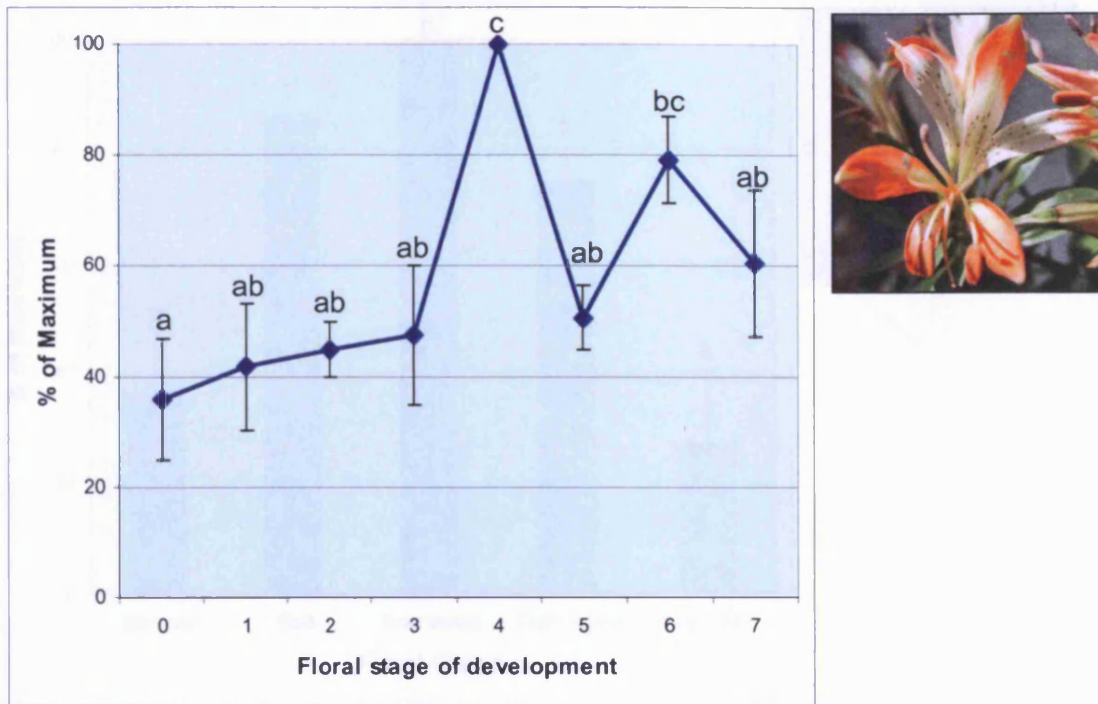 % of Maximum
100
80
60
40
20
0
a
ab
ab
ab
c
ab
bc
ab
0 1 2 3 4 5 6 7
Floral stage of development